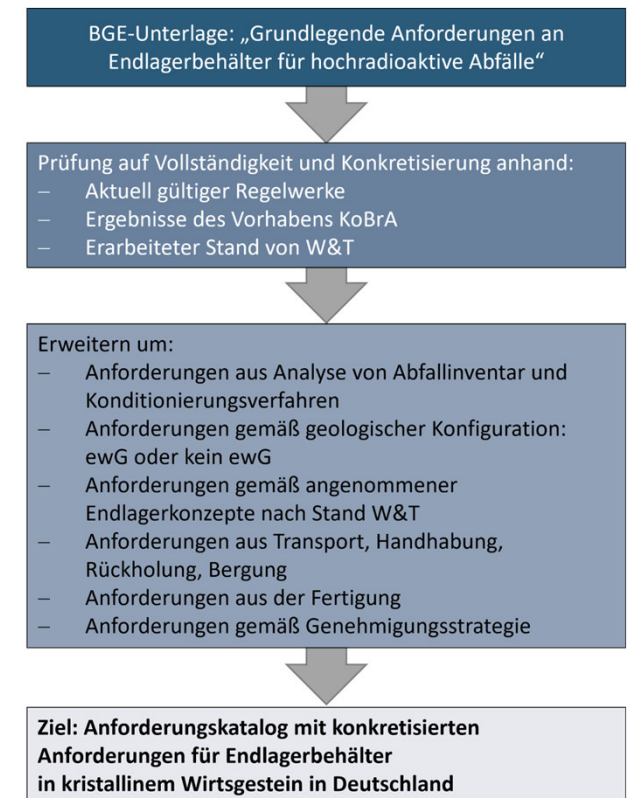 BGE-Unterlage: „Grundlegende Anforderungen an
Endlagerbehälter für hochradioaktive Abfälle“
Prüfung auf Vollständigkeit und Konkretisierung anhand:
– Aktuell gültiger Regelwerke
– Ergebnisse des Vorhabens KoBrA
– Erarbeiteter Stand von W&T
Erweitern um:
– Anforderungen aus Analyse von Abfallinventar und
Konditionierungsverfahren
– Anforderungen gemäß geologischer Konfiguration:
ewG oder kein ewG
– Anforderungen gemäß angenommener
Endlagerkonzepte nach Stand W&T
– Anforderungen aus Transport, Handhabung,
Rückholung, Bergung
– Anforderungen aus der Fertigung
– Anforderungen gemäß Genehmigungsstrategie
Ziel: Anforderungskatalog mit konkretisierten
Anforderungen für Endlagerbehälter
in kristallinem Wirtsgestein in Deutschland